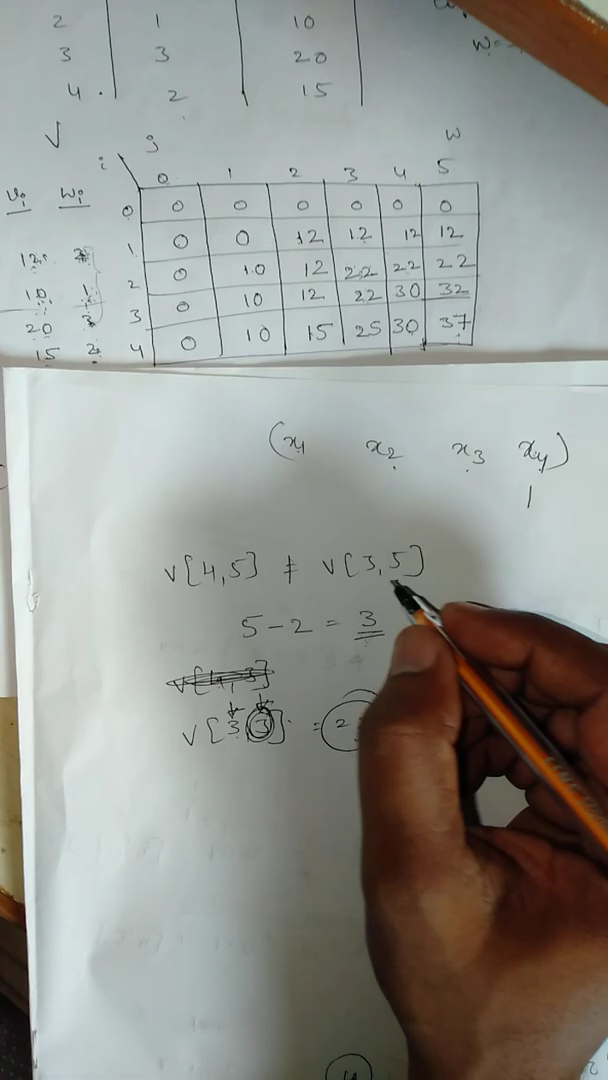 2 1 10
3 3 20
4. 2 15
W
j
i 0 1 2 3 4 5
vi wi
0 0 0 0 0 0 0
12 2 1 0 0 12 12 12 12
10 1 2 0 10 12 22 22 22
20 3 3 0 10 12 22 30 32
15 2 4 0 10 15 25 30 37
(x1 x2 x3 x4)
1
V[4,5] ≠ V[3,5]
5-2 = 3
V[3,3] =